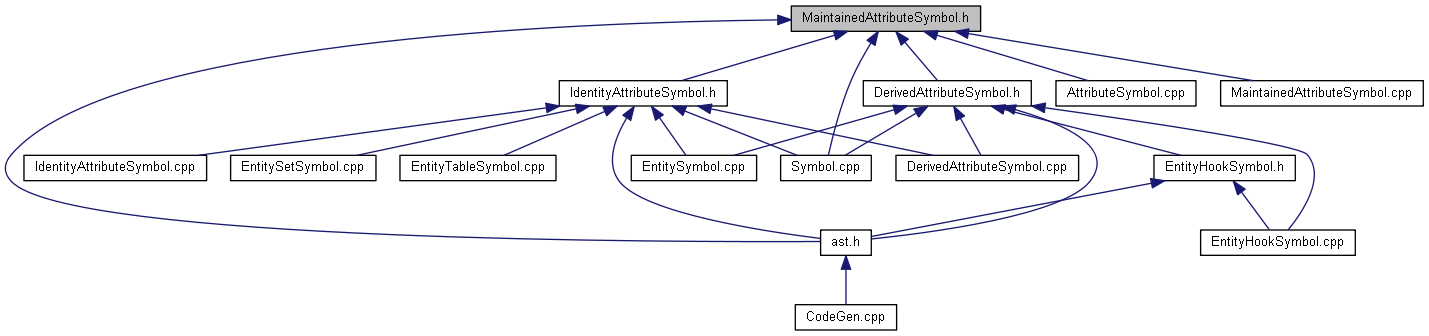 MaintainedAttributeSymbol.h
IdentityAttributeSymbol.h
DerivedAttributeSymbol.h
AttributeSymbol.cpp
MaintainedAttributeSymbol.cpp
IdentityAttributeSymbol.cpp
EntitySetSymbol.cpp
EntityTableSymbol.cpp
EntitySymbol.cpp
Symbol.cpp
DerivedAttributeSymbol.cpp
EntityHookSymbol.h
ast.h
EntityHookSymbol.cpp
CodeGen.cpp